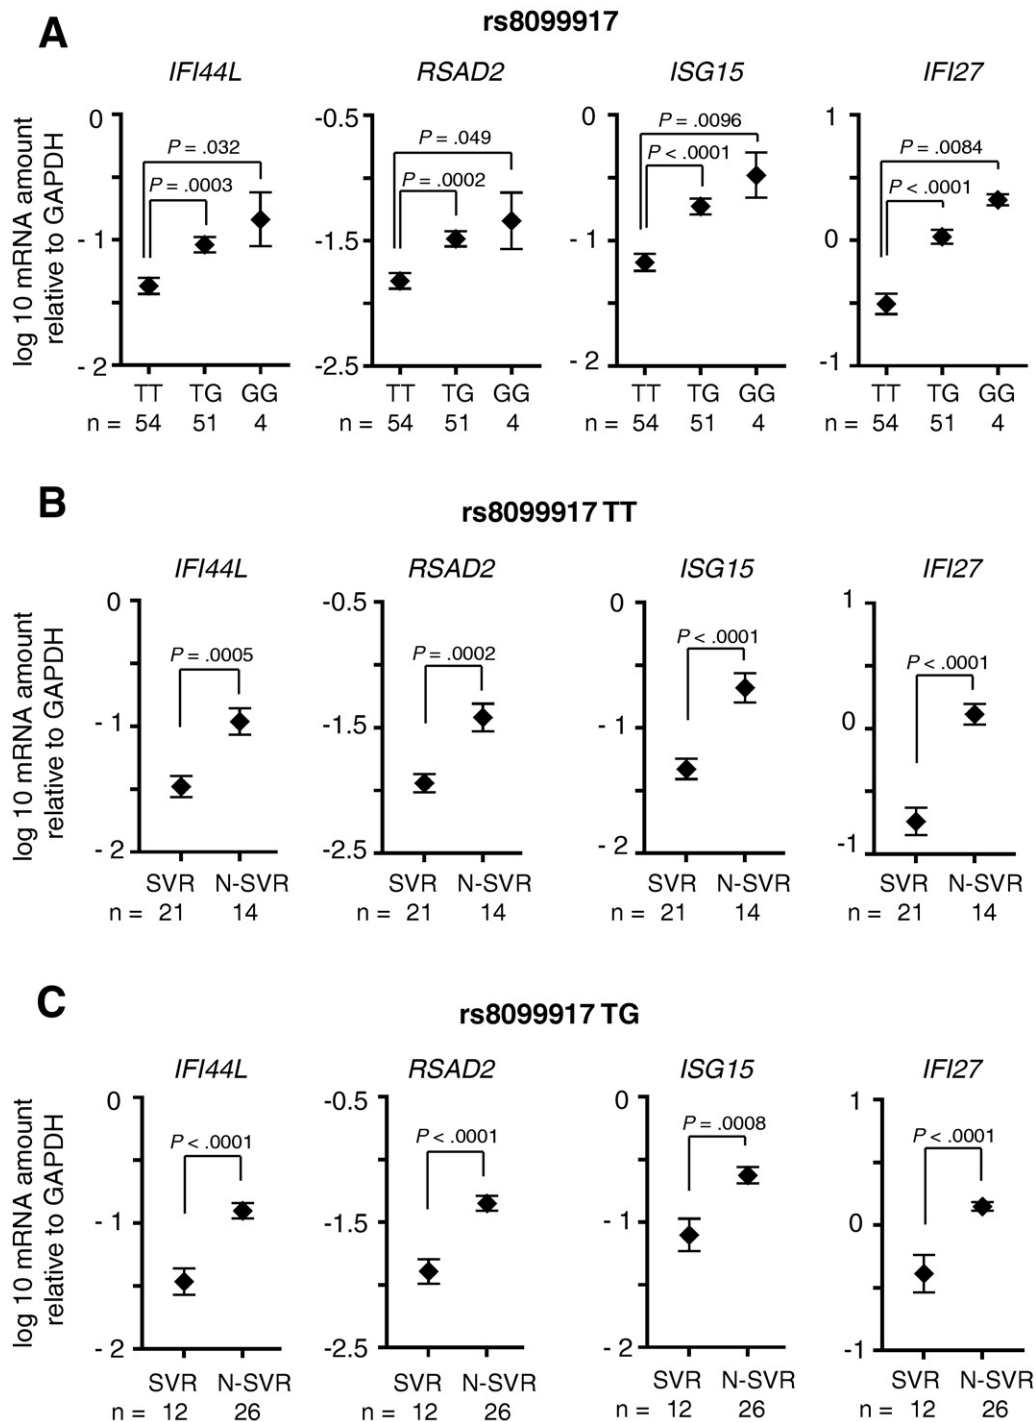 A
rs8099917
IFI44L RSAD2 ISG15 IFI27
log 10 mRNA amount
relative to GAPDH
0 -1 -2
P = .032
P = .0003
TT TG GG
n = 54 51 4
-0.5 -1.5 -2.5
P = .049
P = .0002
TT TG GG
n = 54 51 4
0 -1 -2
P = .0096
P < .0001
TT TG GG
n = 54 51 4
1 0 -1
P = .0084
P < .0001
TT TG GG
n = 54 51 4
B
rs8099917 TT
IFI44L RSAD2 ISG15 IFI27
log 10 mRNA amount
relative to GAPDH
0 -1 -2
P = .0005
SVR N-SVR
n = 21 14
-0.5 -1.5 -2.5
P = .0002
SVR N-SVR
n = 21 14
0 -1 -2
P < .0001
SVR N-SVR
n = 21 14
1 0 -1
P < .0001
SVR N-SVR
n = 21 14
C
rs8099917 TG
IFI44L RSAD2 ISG15 IFI27
log 10 mRNA amount
relative to GAPDH
0 -1 -2
P < .0001
SVR N-SVR
n = 12 26
-0.5 -1.5 -2.5
P < .0001
SVR N-SVR
n = 12 26
0 -1 -2
P = .0008
SVR N-SVR
n = 12 26
1 0 -1
P < .0001
SVR N-SVR
n = 12 26